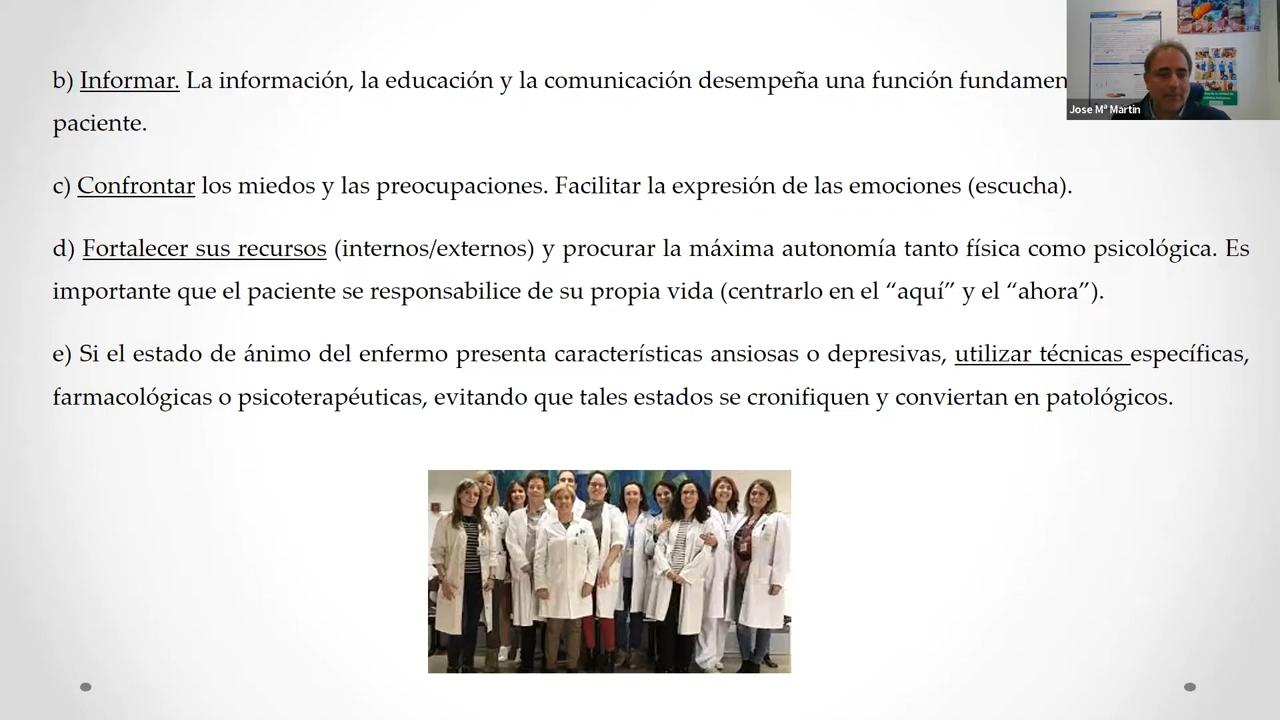 b) Informar. La información, la educación y la comunicación desempeña una función
paciente.
c) Confrontar los miedos y las preocupaciones. Facilitar la expresión de las emociones (escucha).
d) Fortalecer sus recursos (internos/externos) y procurar la máxima autonomía tanto física como psicológica. Es
importante que el paciente se responsabilice de su propia vida (centrarlo en el “aquí” y el “ahora”).
e) Si el estado de ánimo del enfermo presenta características ansiosas o depresivas, utilizar técnicas específicas,
farmacológicas o psicoterapéuticas, evitando que tales estados se cronifiquen y conviertan en patológicos.
Jose Mª Martín